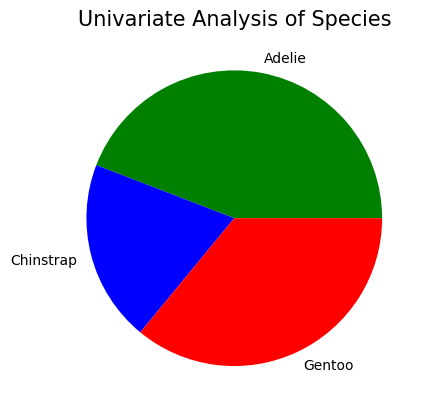 Univariate Analysis of Species
Adelie
Chinstrap
Gentoo